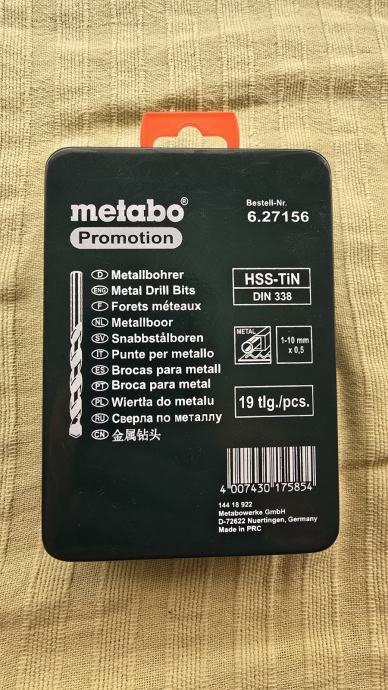 metabo®
Promotion
Bestell-Nr.
6.27156
D Metallbohrer
ENG Metal Drill Bits
F Forets méteaux
NL Metallboor
SV Snabbstålboren
IT Punte per metallo
ES Brocas para metall
PT Broca para metal
PL Wiertła do metalu
RU Сверла по металлу
CN 金属钻头
HSS-TiN
DIN 338
METAL
1-10 mm
x 0,5
19 tlg./pcs.
4 007430 175854
144 18 922
Metabowerke GmbH
D-72622 Nuertingen, Germany
Made in PRC